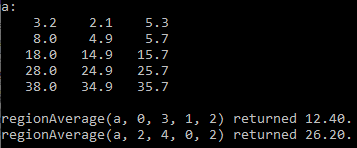 a:
3.2 2.1 5.3
8.0 4.9 5.7
18.0 14.9 15.7
28.0 24.9 25.7
38.0 34.9 35.7
regionAverage(a, 0, 3, 1, 2) returned 12.40.
regionAverage(a, 2, 4, 0, 2) returned 26.20.